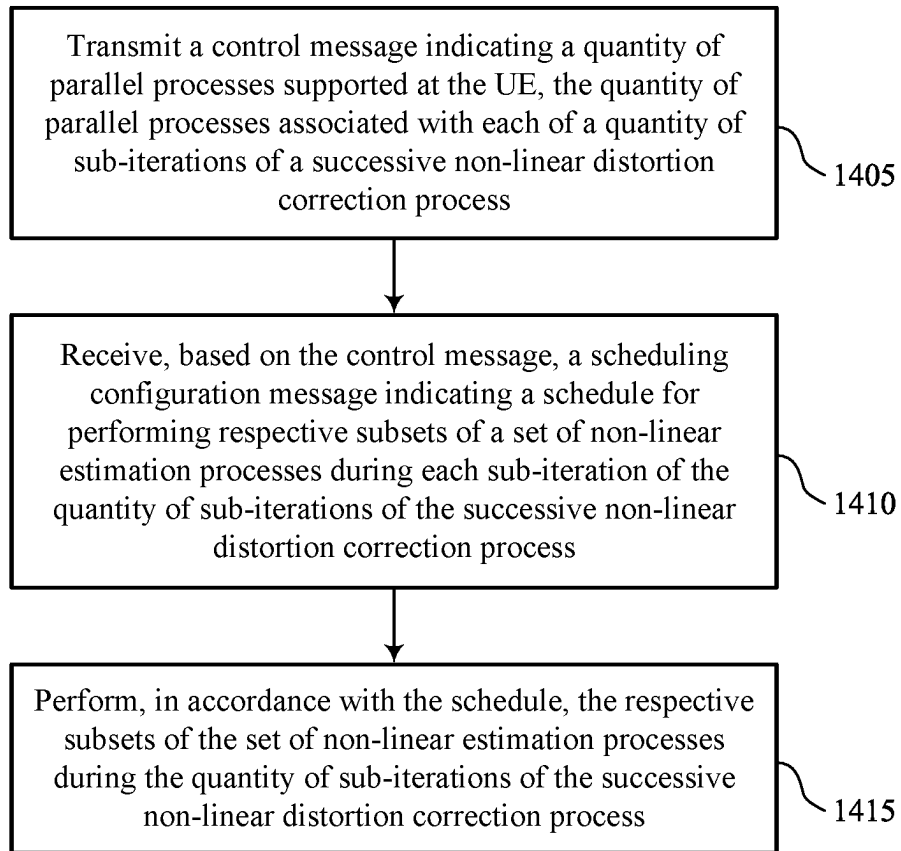 Transmit a control message indicating a quantity of
parallel processes supported at the UE, the quantity of
parallel processes associated with each of a quantity of
sub-iterations of a successive non-linear distortion
correction process
1405
Receive, based on the control message, a scheduling
configuration message indicating a schedule for
performing respective subsets of a set of non-linear
estimation processes during each sub-iteration of the
quantity of sub-iterations of the successive non-linear
distortion correction process
1410
Perform, in accordance with the schedule, the respective
subsets of the set of non-linear estimation processes
during the quantity of sub-iterations of the successive
non-linear distortion correction process
1415